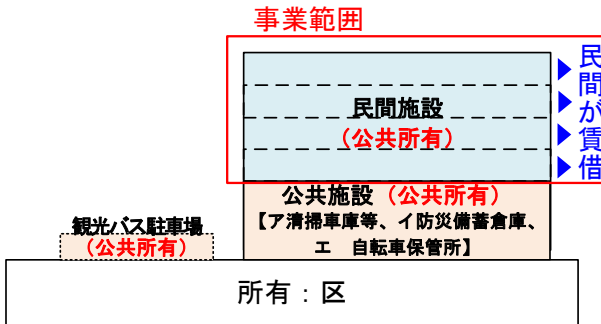 事業範囲
民間施設
(公共所有)
民間が賃借
公共施設(公共所有)
【ア清掃車庫等、イ防災備蓄倉庫、
エ 自転車保管所】
観光バス駐車場
(公共所有)
所有:区